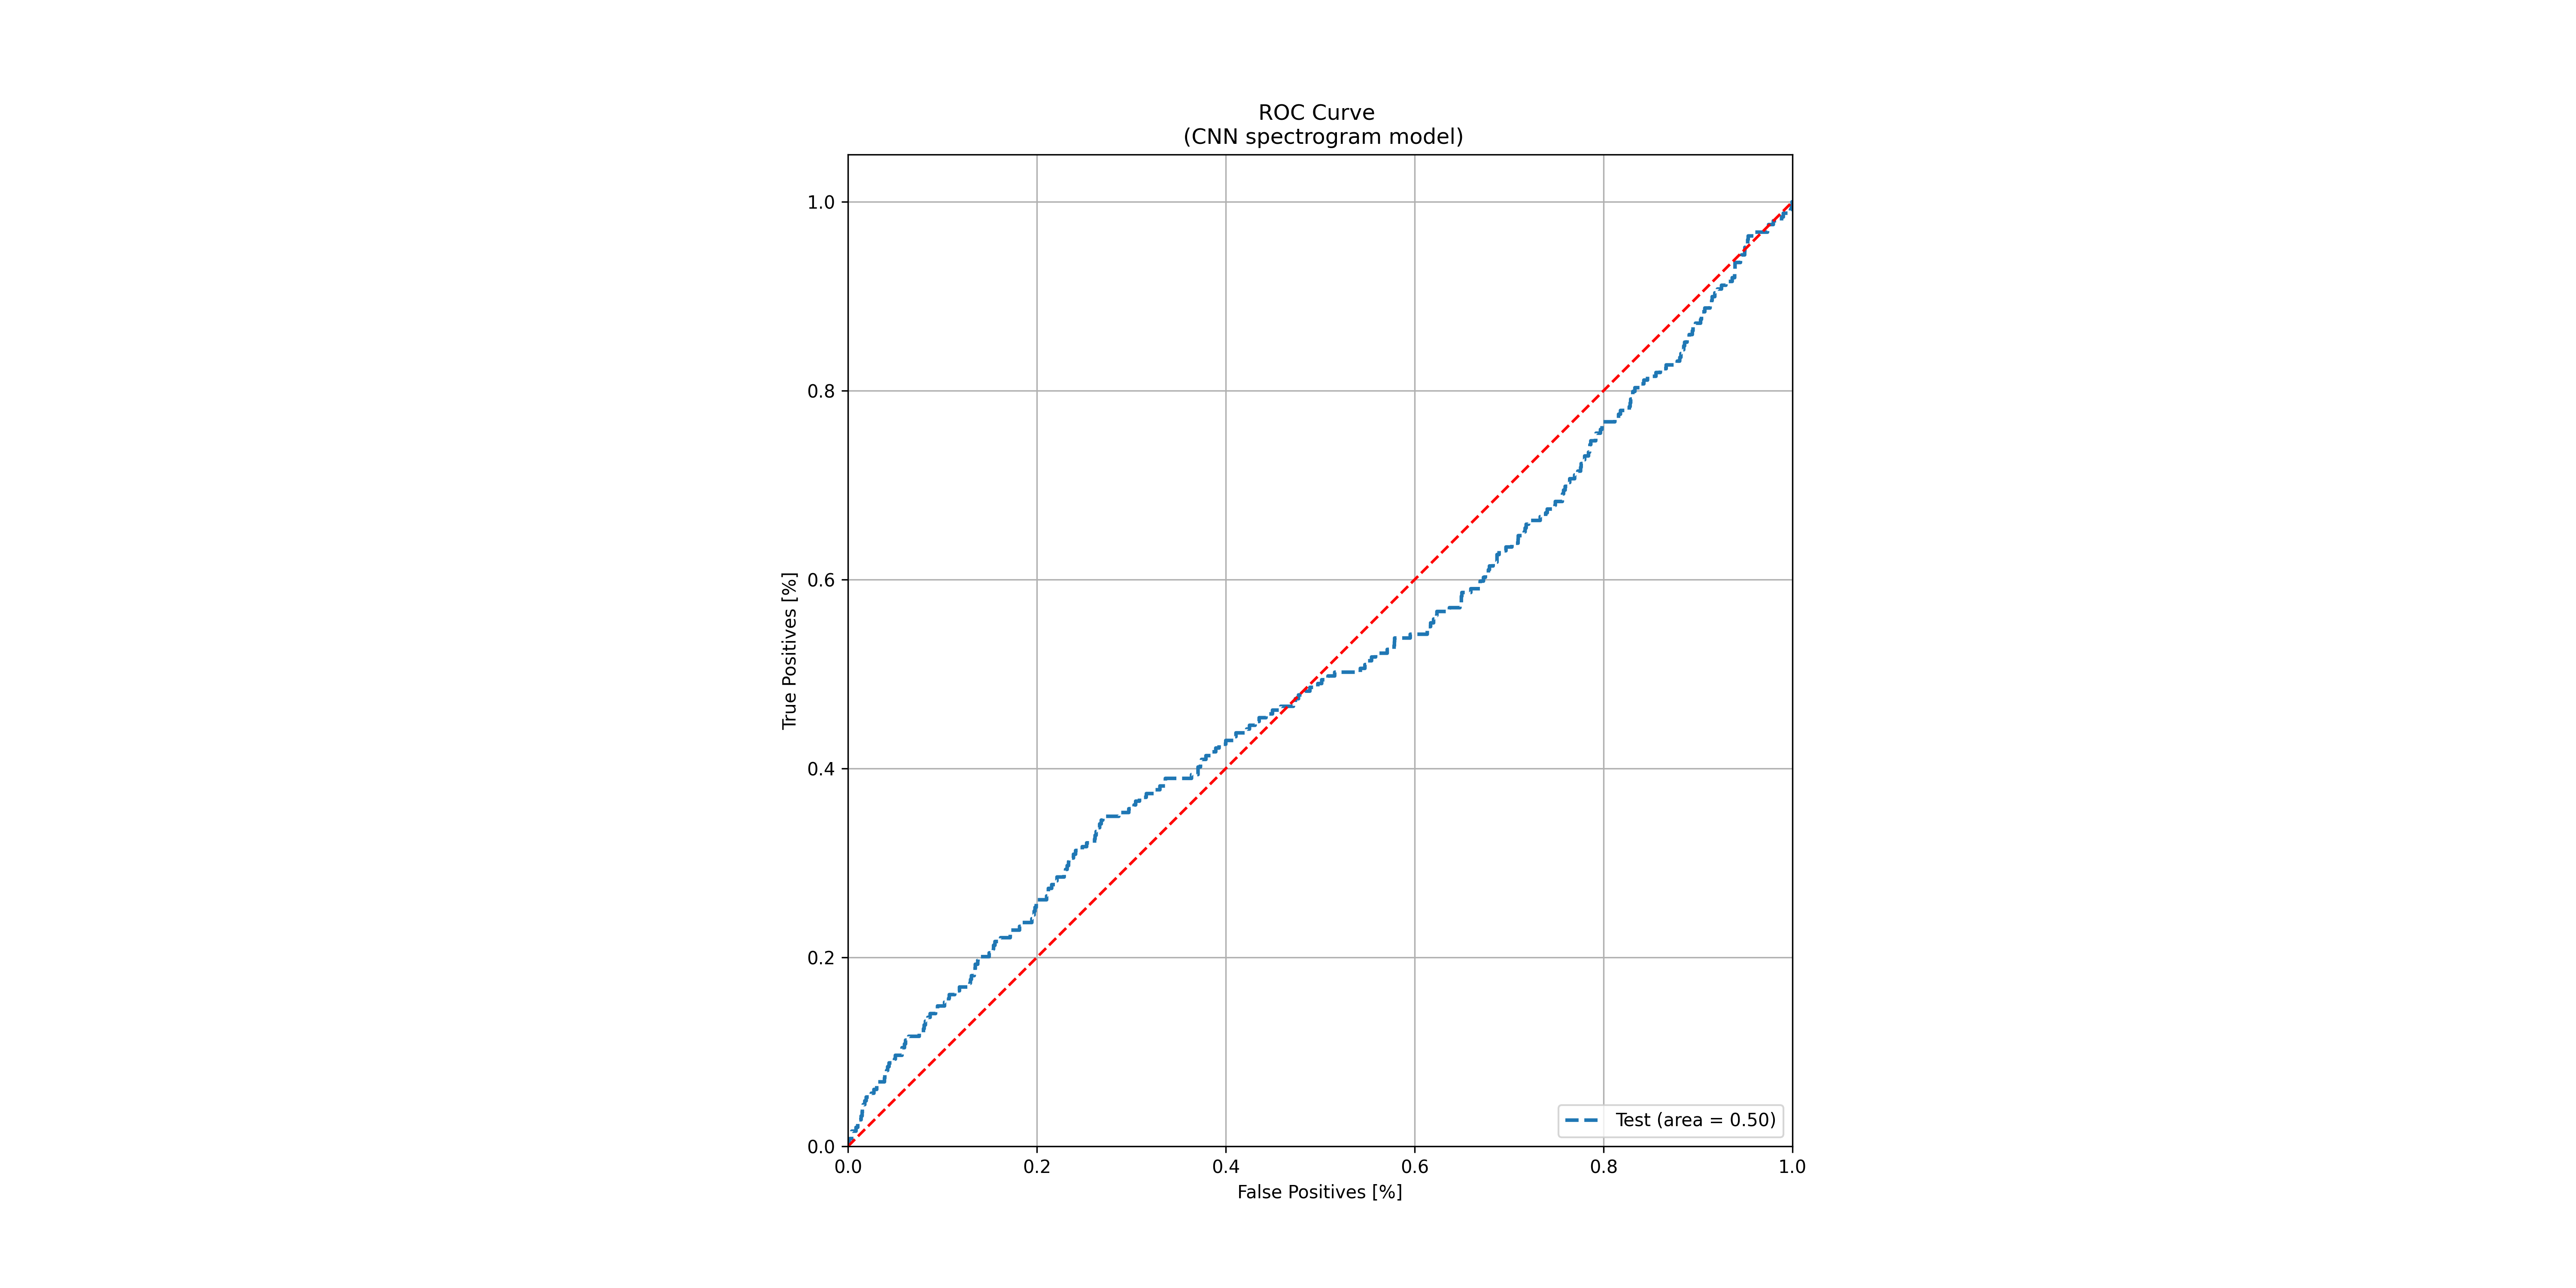 ROC Curve
(CNN spectrogram model)
True Positives [%]
1.0
0.8
0.6
0.4
0.2
0.0
0.0 0.2 0.4 0.6 0.8 1.0
False Positives [%]
Test (area = 0.50)